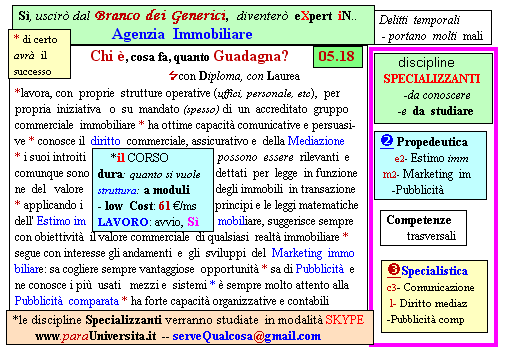 Sì, uscirò dal Branco dei Generici, diventerò eXpert iN..
Agenzia Immobiliare
Delitti temporali
- portano molti mali
* di certo
avrà il
successo
Chi è, cosa fa, quanto Guadagna? 05.18
con Diploma, con Laurea
*lavora, con proprie strutture operative (uffici, personale, etc), per
propria iniziativa o su mandato (spesso) di un accreditato gruppo
commerciale immobiliare * ha ottime capacità comunicative e persuasi-
ve * conosce il diritto commerciale, assicurativo e della Mediazione
* i suoi introiti possono essere rilevanti e
comunque sono dettati per legge in funzione
ne del valore degli immobili in transazione
* applicando i principi e le leggi matematiche
dell' Estimo im mobiliare, suggerisce sempre
con obiettività il valore commerciale di qualsiasi realtà immobiliare *
segue con interesse gli andamenti e gli sviluppi del Marketing immo
biliare: sa cogliere sempre vantaggiose opportunità * sa di Pubblicità e
ne conosce i più usati mezzi e sistemi * è sempre molto attento alla
Pubblicità comparata * ha forte capacità organizzative e contabili
*il CORSO
dura: quanto si vuole
struttura: a moduli
- low Cost: 61 €/ms
LAVORO: avvio, Sì
*le discipline Specializzanti verranno studiate in modalità SKYPE
www.paraUniversita.it -- serveQualcosa@gmail.com
discipline
SPECIALIZZANTI
-da conoscere
-e da studiare
2 Propedeutica
e2- Estimo imm
m2- Marketing im
-Pubblicità
Competenze
trasversali
3 Specialistica
c3- Comunicazione
1- Diritto mediaz
-Pubblicità comp